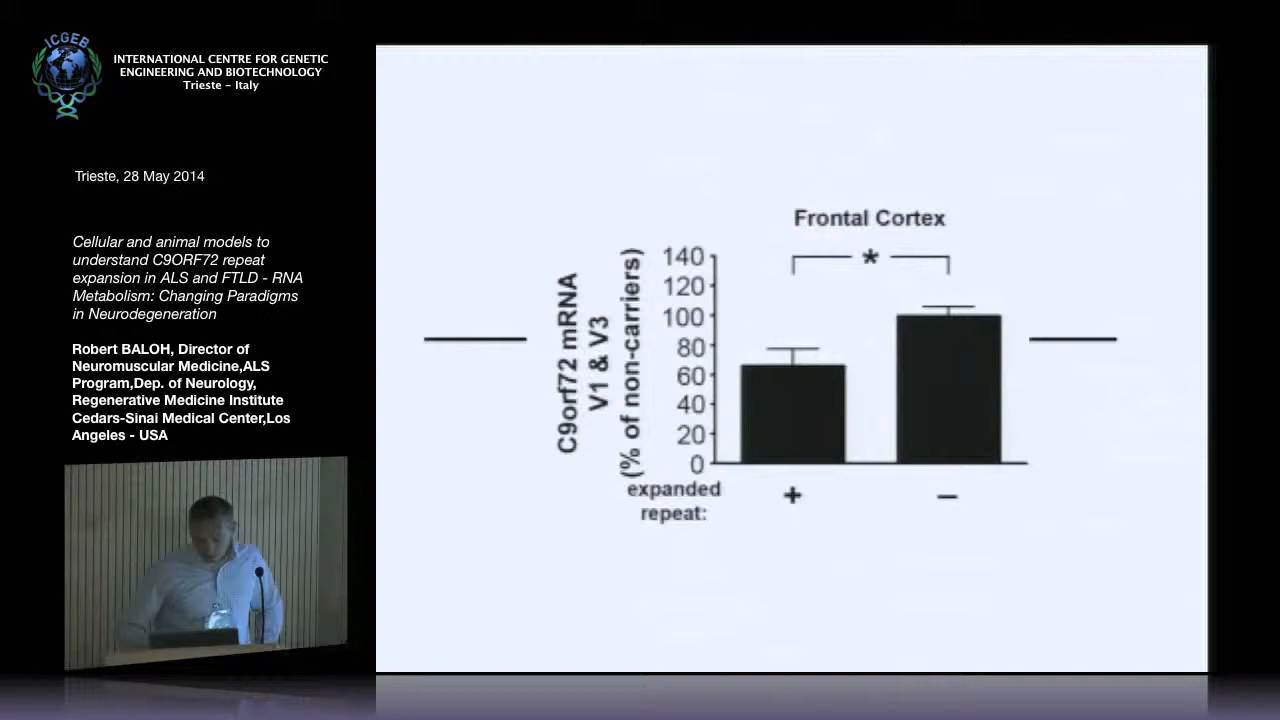 ICGEB
INTERNATIONAL CENTRE FOR GENETIC
ENGINEERING AND BIOTECHNOLOGY
Trieste - Italy
Trieste, 28 May 2014
Cellular and animal models to
understand C9ORF72 repeat
expansion in ALS and FTLD - RNA
Metabolism: Changing Paradigms
in Neurodegeneration
Robert BALOH, Director of
Neuromuscular Medicine,ALS
Program,Dep. of Neurology,
Regenerative Medicine Institute
Cedars-Sinai Medical Center,Los
Angeles - USA
Frontal Cortex
*
C9orf72 mRNA
V1 & V3
(% of non-carriers)
140
120
100
80
60
40
20
0
expanded
repeat:
+ −